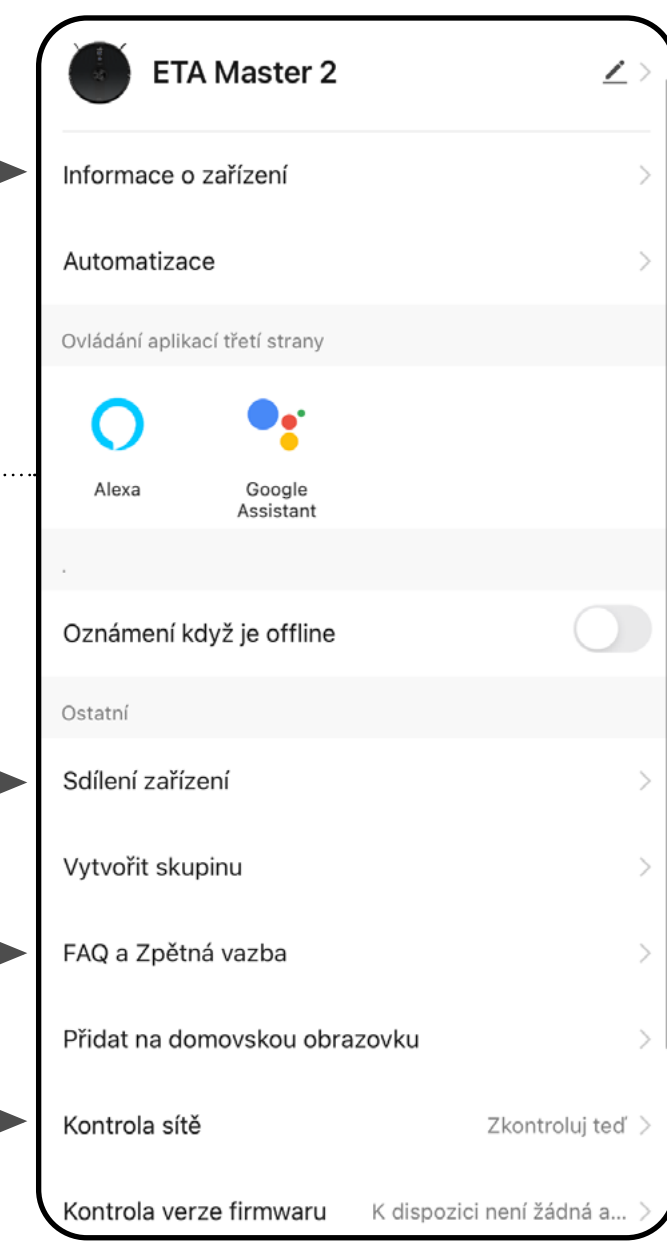 ETA Master 2
Informace o zařízení
Automatizace
Ovládání aplikací třetí strany
Alexa
Google
Assistant
.
Oznámení když je offline
Ostatní
Sdílení zařízení
Vytvořit skupinu
FAQ a Zpětná vazba
Přidat na domovskou obrazovku
Kontrola sítě Zkontroluj teď
Kontrola verze firmwaru K dispozici není žádná a...